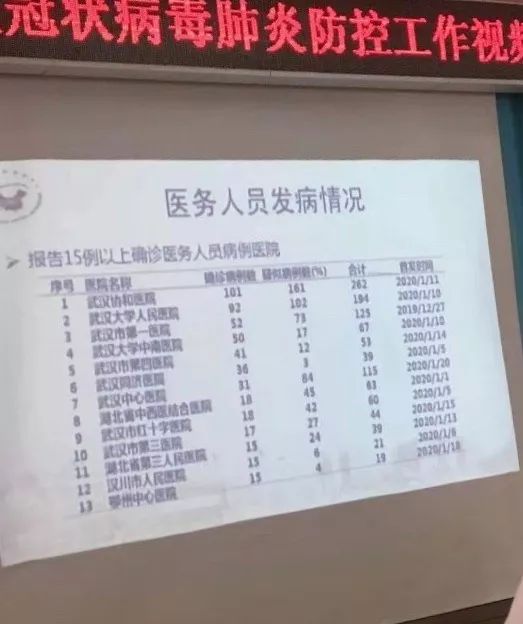 冠状病毒肺炎防控工作视频
医务人员发病情况
➢ 报告15例以上确诊医务人员病例医院
序号 医院名称 确诊病例数 疑似病例数(%) 合计 首发时间
1 武汉协和医院 101 161 262 2020/1/11
2 武汉大学人民医院 92 102 194 2020/1/10
3 武汉市第一医院 52 73 125 2019/12/27
4 武汉大学中南医院 50 17 67 2020/1/10
5 武汉市第四医院 41 12 53 2020/1/14
6 武汉同济医院 36 3 39 2020/1/5
7 武汉中心医院 31 84 115 2020/1/20
8 湖北省中西医结合医院 18 45 63 2020/1/1
9 武汉市红十字医院 18 42 60 2020/1/5
10 武汉市第三医院 17 27 44 2020/1/15
11 湖北省第三人民医院 15 24 39 2020/1/13
12 汉川市人民医院 15 6 21 2020/1/6
13 鄂州中心医院 15 4 19 2020/1/18